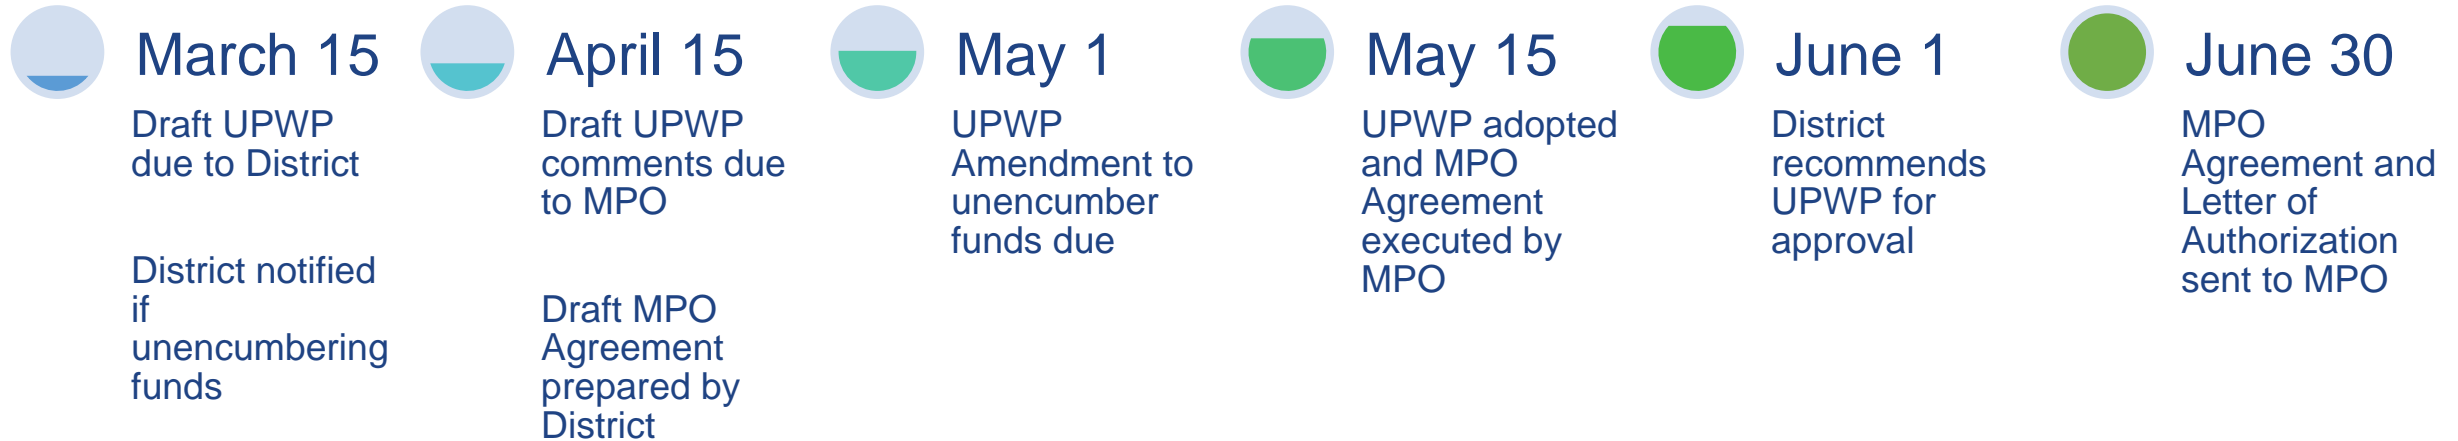 March 15
Draft UPWP
due to District
District notified
if
unencumbering
funds
April 15
Draft UPWP
comments due
to MPO
Draft MPO
Agreement
prepared by
District
May 1
UPWP
Amendment to
unencumber
funds due
May 15
UPWP adopted
and MPO
Agreement
executed by
MPO
June 1
District
recommends
UPWP for
approval
June 30
MPO
Agreement and
Letter of
Authorization
sent to MPO